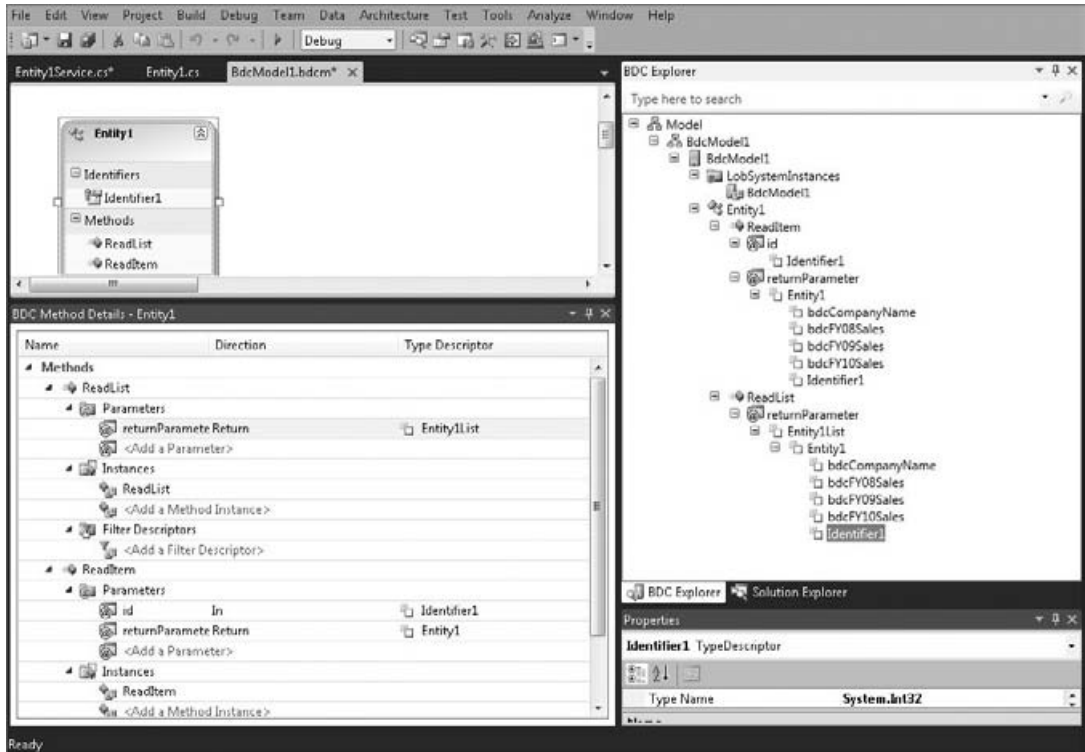 File Edit View Project Build Debug Team Data Architecture Test Tools Analyze Window Help
Debug
Entity1Service.cs* Entity1.cs BdcModel1.bdcm*
Entity1
Identifiers
Identifier1
Methods
ReadList
ReadItem
BDC Method Details - Entity1
Name Direction Type Descriptor
Methods
ReadList
Parameters
returnParamete Return Entity1List
<Add a Parameter>
Instances
ReadList
<Add a Method Instance>
Filter Descriptors
<Add a Filter Descriptor>
ReadItem
Parameters
id In Identifier1
returnParamete Return Entity1
<Add a Parameter>
Instances
ReadItem
<Add a Method Instance>
BDC Explorer
Type here to search
Model
BdcModel1
BdcModel1
LobSystemInstances
BdcModel1
Entity1
ReadItem
id
Identifier1
returnParameter
Entity1
bdcCompanyName
bdcFY08Sales
bdcFY09Sales
bdcFY10Sales
Identifier1
ReadList
returnParameter
Entity1List
Entity1
bdcCompanyName
bdcFY08Sales
bdcFY09Sales
bdcFY10Sales
Identifier1
BDC Explorer Solution Explorer
Properties
Identifier1 TypeDescriptor
Type Name System.Int32
Ready